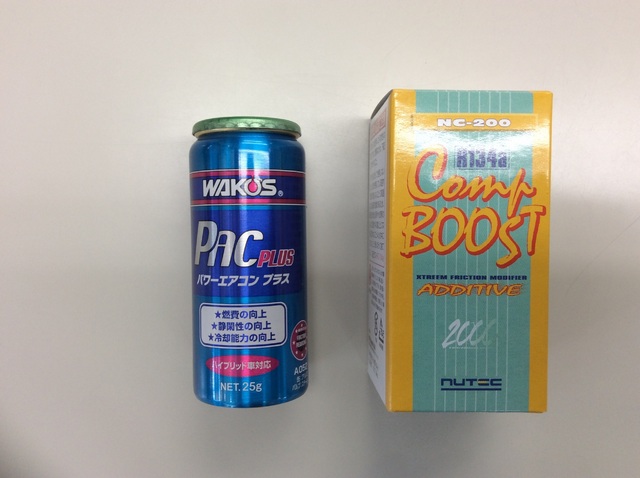 WAKO'S®
PAC PLUS
パワーエアコン プラス
★燃費の向上
★静閑性の向上
★冷却能力の向上
ハイブリッド車対応
NET.25g
NC-200
R134a
Comp
BOOST
XTREEM FRICTION MODIFIER
ADDITIVE
2000
NUTEC